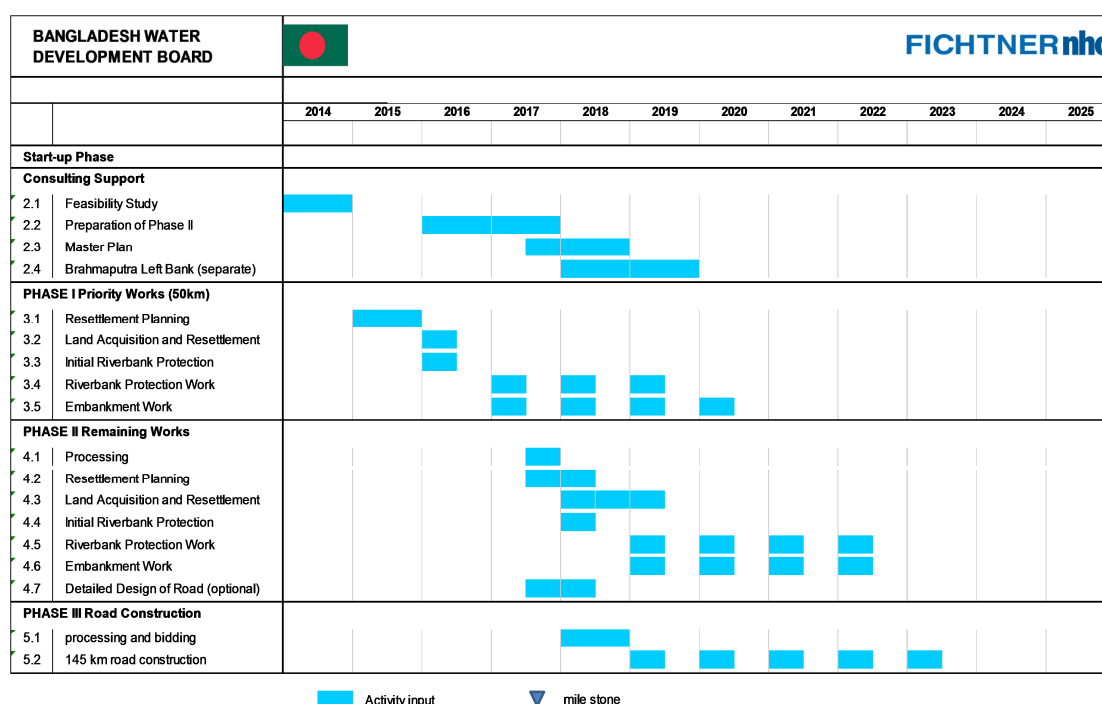 BANGLADESH WATER
DEVELOPMENT BOARD
FICHTNERnhc
2014 2015 2016 2017 2018 2019 2020 2021 2022 2023 2024 2025
Start-up Phase
Consulting Support
2.1 Feasibility Study
2.2 Preparation of Phase II
2.3 Master Plan
2.4 Brahmaputra Left Bank (separate)
PHASE I Priority Works (50km)
3.1 Resettlement Planning
3.2 Land Acquisition and Resettlement
3.3 Initial Riverbank Protection
3.4 Riverbank Protection Work
3.5 Embankment Work
PHASE II Remaining Works
4.1 Processing
4.2 Resettlement Planning
4.3 Land Acquisition and Resettlement
4.4 Initial Riverbank Protection
4.5 Riverbank Protection Work
4.6 Embankment Work
4.7 Detailed Design of Road (optional)
PHASE III Road Construction
5.1 processing and bidding
5.2 145 km road construction
Activity input mile stone